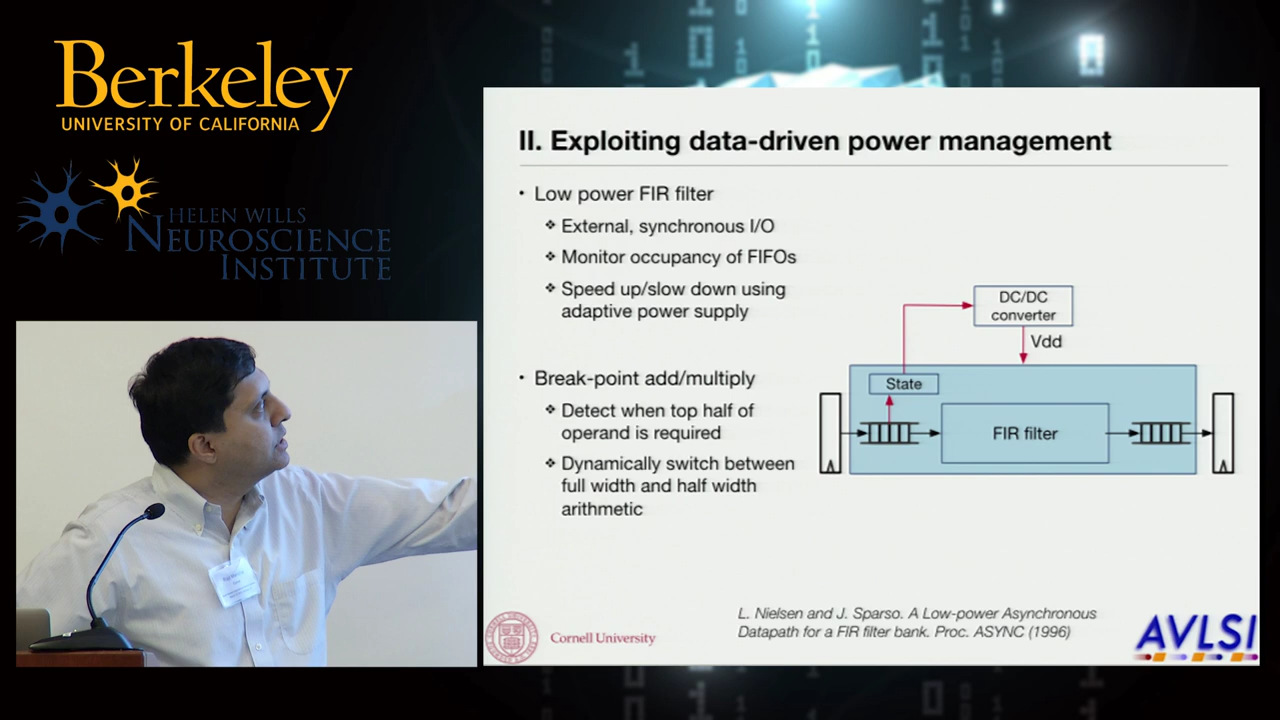 Berkeley
UNIVERSITY OF CALIFORNIA
HELEN WILLS
NEUROSCIENCE
INSTITUTE
II. Exploiting data-driven power management
• Low power FIR filter
❖ External, synchronous I/O
❖ Monitor occupancy of FIFOs
❖ Speed up/slow down using
adaptive power supply
• Break-point add/multiply
❖ Detect when top half of
operand is required
❖ Dynamically switch between
full width and half width
arithmetic
DC/DC
converter
Vdd
State
FIR filter
L. Nielsen and J. Sparso. A Low-power Asynchronous
Datapath for a FIR filter bank. Proc. ASYNC (1996)
Cornell University
AVLSI